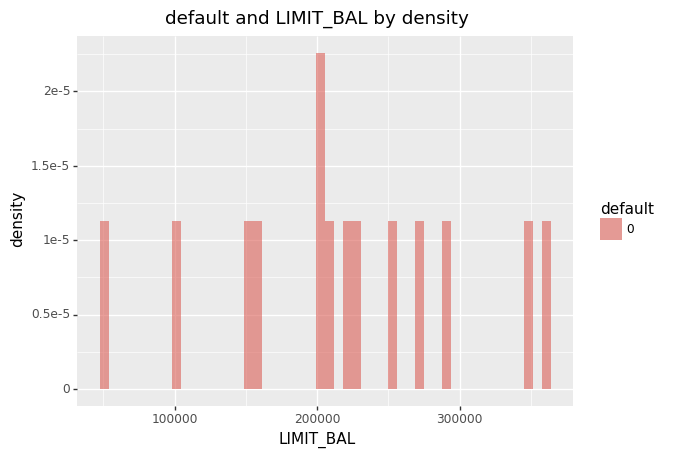 default and LIMIT_BAL by density
density
2e-5
1.5e-5
1e-5
0.5e-5
0
100000 200000 300000
LIMIT_BAL
default
0